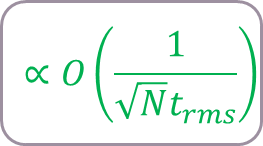 ∝ O(1/(√N t_rms))